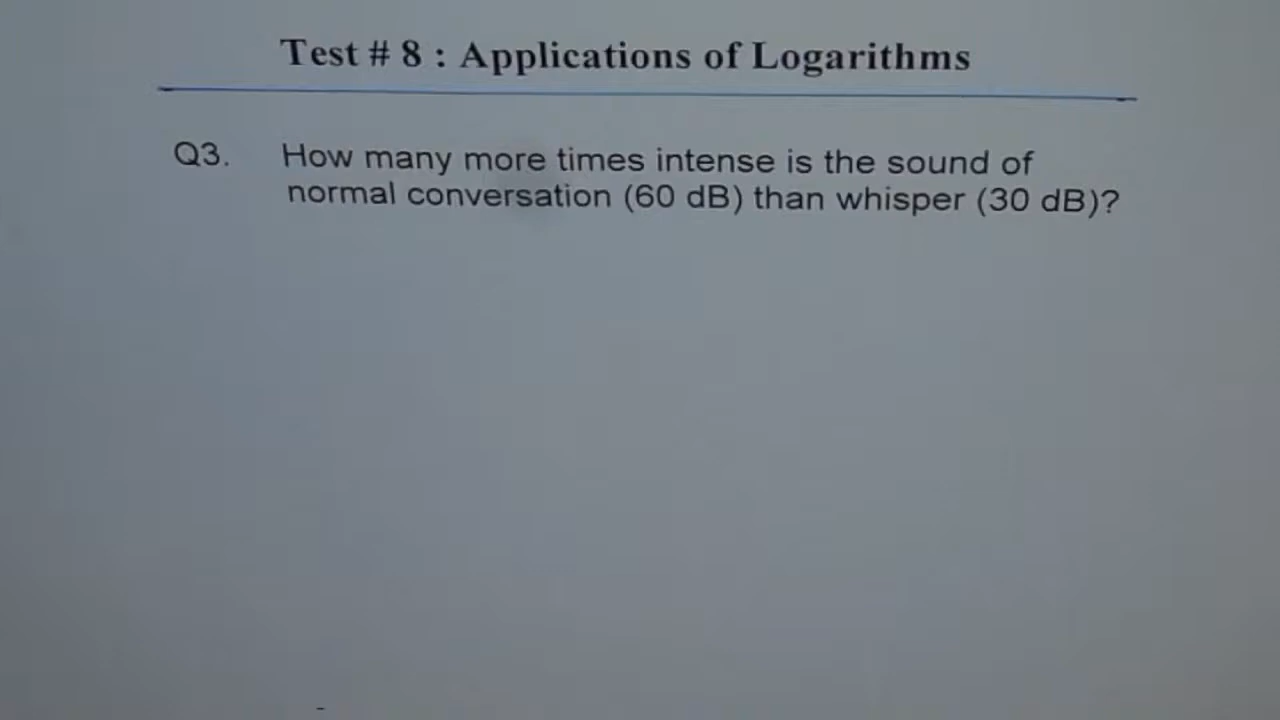 Test # 8 : Applications of Logarithms
Q3. How many more times intense is the sound of
normal conversation (60 dB) than whisper (30 dB)?